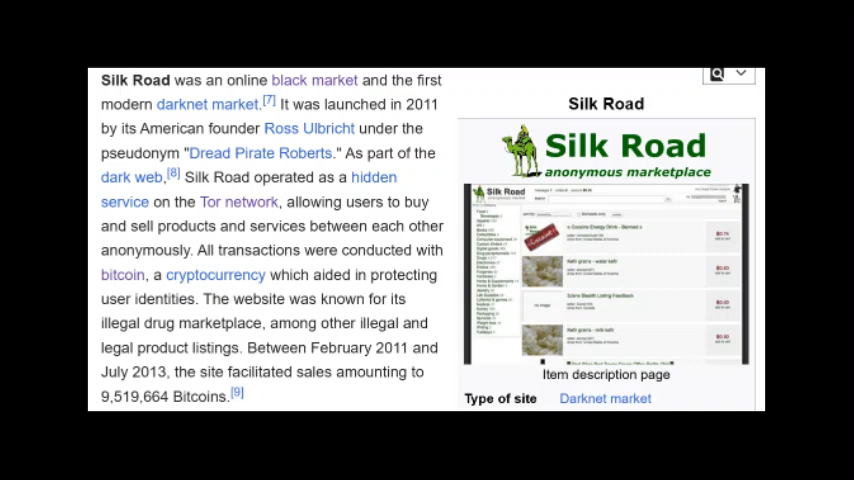 Silk Road was an online black market and the first
modern darknet market.[7] It was launched in 2011
by its American founder Ross Ulbricht under the
pseudonym "Dread Pirate Roberts." As part of the
dark web,[8] Silk Road operated as a hidden
service on the Tor network, allowing users to buy
and sell products and services between each other
anonymously. All transactions were conducted with
bitcoin, a cryptocurrency which aided in protecting
user identities. The website was known for its
illegal drug marketplace, among other illegal and
legal product listings. Between February 2011 and
July 2013, the site facilitated sales amounting to
9,519,664 Bitcoins.[9]
Silk Road
Silk Road
anonymous marketplace
Silk Road
Item description page
Type of site Darknet market